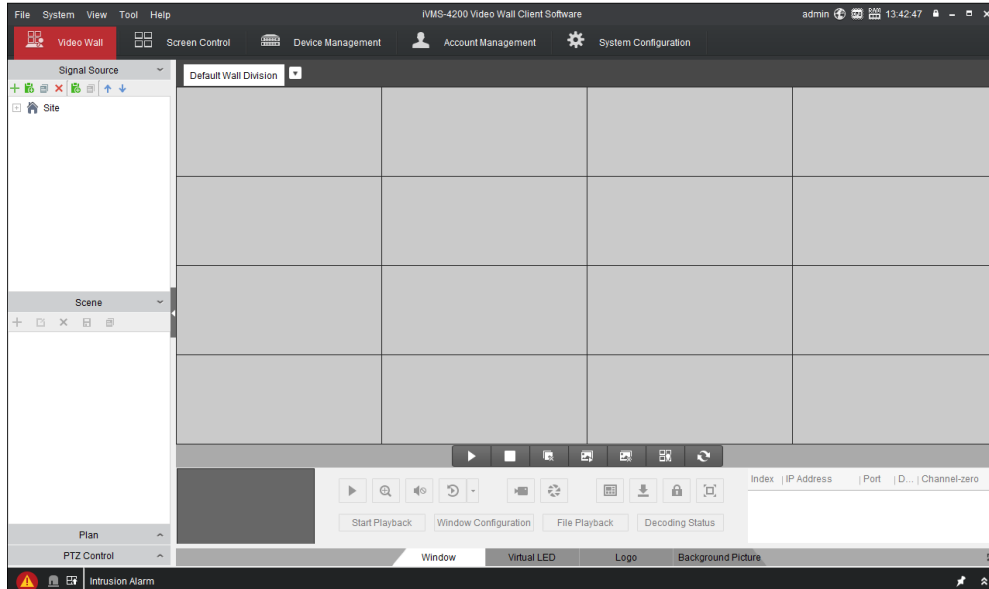 File System View Tool Help iVMS-4200 Video Wall Client Software admin 13:42:47
Video Wall Screen Control Device Management Account Management System Configuration
Signal Source
Default Wall Division
Site
Scene
Index IP Address Port D... Channel-zero
Start Playback Window Configuration File Playback Decoding Status
Plan
PTZ Control
Window Virtual LED Logo Background Picture
Intrusion Alarm